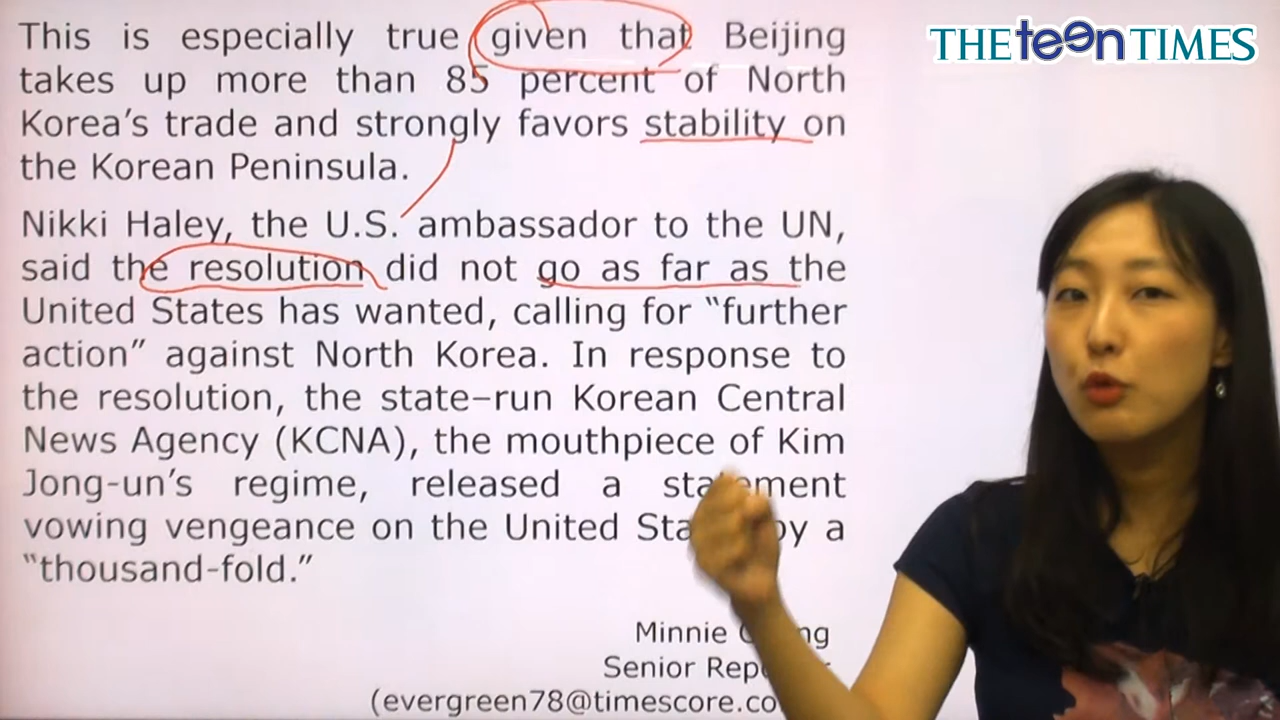 THE teen TIMES
This is especially true given that Beijing
takes up more than 85 percent of North
Korea's trade and strongly favors stability on
the Korean Peninsula.
Nikki Haley, the U.S. ambassador to the UN,
said the resolution did not go as far as the
United States has wanted, calling for “further
action” against North Korea. In response to
the resolution, the state–run Korean Central
News Agency (KCNA), the mouthpiece of Kim
Jong-un's regime, released a statement
vowing vengeance on the United by a
“thousand-fold.”
Minnie
Senior